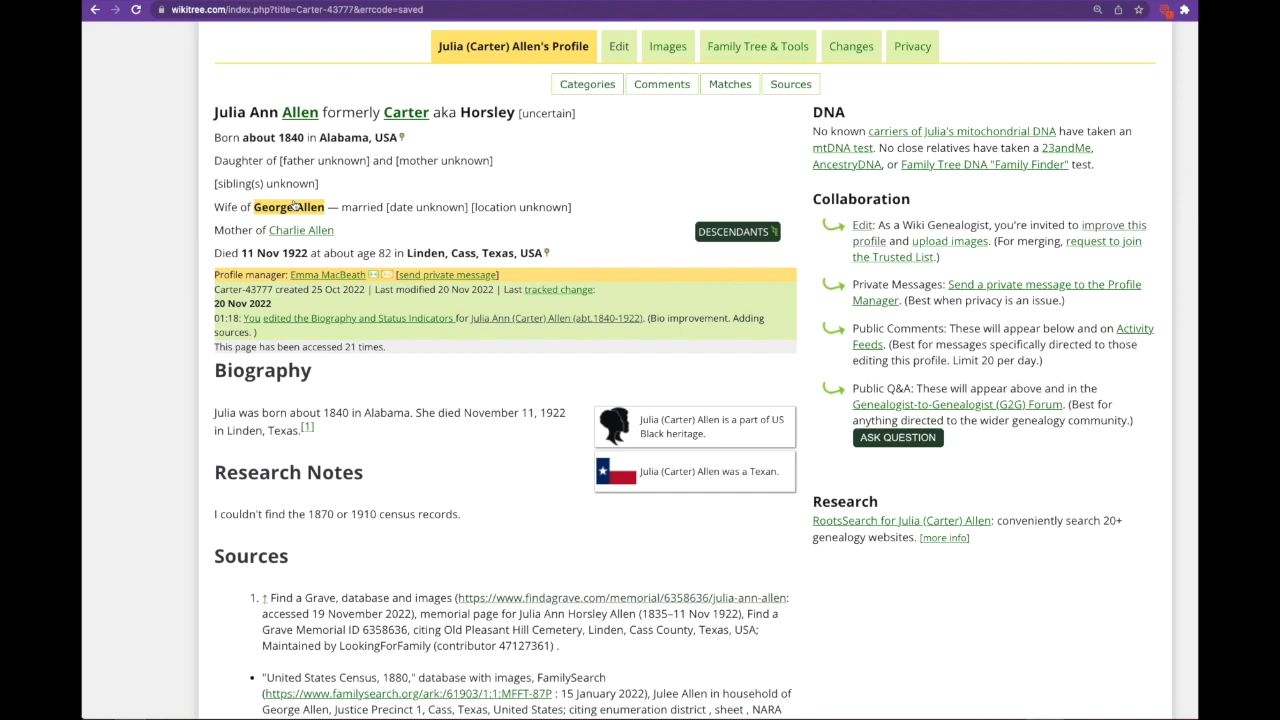 wikitree.com/index.php?title=Carter-43777&errcode=saved
Julia (Carter) Allen's Profile Edit Images Family Tree & Tools Changes Privacy
Categories Comments Matches Sources
Julia Ann Allen formerly Carter aka Horsley [uncertain]
Born about 1840 in Alabama, USA
Daughter of [father unknown] and [mother unknown]
[sibling(s) unknown]
Wife of George Allen — married [date unknown] [location unknown]
Mother of Charlie Allen
DESCENDANTS
Died 11 Nov 1922 at about age 82 in Linden, Cass, Texas, USA
Profile manager: Emma MacBeath [send private message]
Carter-43777 created 25 Oct 2022 | Last modified 20 Nov 2022 | Last tracked change:
20 Nov 2022
01:18: You edited the Biography and Status Indicators for Julia Ann (Carter) Allen (abt.1840-1922). (Bio improvement. Adding
sources. )
This page has been accessed 21 times.
Biography
Julia was born about 1840 in Alabama. She died November 11, 1922
in Linden, Texas.[1]
Julia (Carter) Allen is a part of US
Black heritage.
Julia (Carter) Allen was a Texan.
Research Notes
I couldn't find the 1870 or 1910 census records.
Sources
1. ↑ Find a Grave, database and images (https://www.findagrave.com/memorial/6358636/julia-ann-allen:
accessed 19 November 2022), memorial page for Julia Ann Horsley Allen (1835–11 Nov 1922), Find a
Grave Memorial ID 6358636, citing Old Pleasant Hill Cemetery, Linden, Cass County, Texas, USA;
Maintained by LookingForFamily (contributor 47127361) .
• "United States Census, 1880," database with images, FamilySearch
(https://www.familysearch.org/ark:/61903/1:1:MFFT-87P : 15 January 2022), Julee Allen in household of
George Allen, Justice Precinct 1, Cass, Texas, United States; citing enumeration district , sheet , NARA
DNA
No known carriers of Julia's mitochondrial DNA have taken an
mtDNA test. No close relatives have taken a 23andMe,
AncestryDNA, or Family Tree DNA "Family Finder" test.
Collaboration
Edit: As a Wiki Genealogist, you're invited to improve this
profile and upload images. (For merging, request to join
the Trusted List.)
Private Messages: Send a private message to the Profile
Manager. (Best when privacy is an issue.)
Public Comments: These will appear below and on Activity
Feeds. (Best for messages specifically directed to those
editing this profile. Limit 20 per day.)
Public Q&A: These will appear above and in the
Genealogist-to-Genealogist (G2G) Forum. (Best for
anything directed to the wider genealogy community.)
ASK QUESTION
Research
RootsSearch for Julia (Carter) Allen: conveniently search 20+
genealogy websites. [more info]